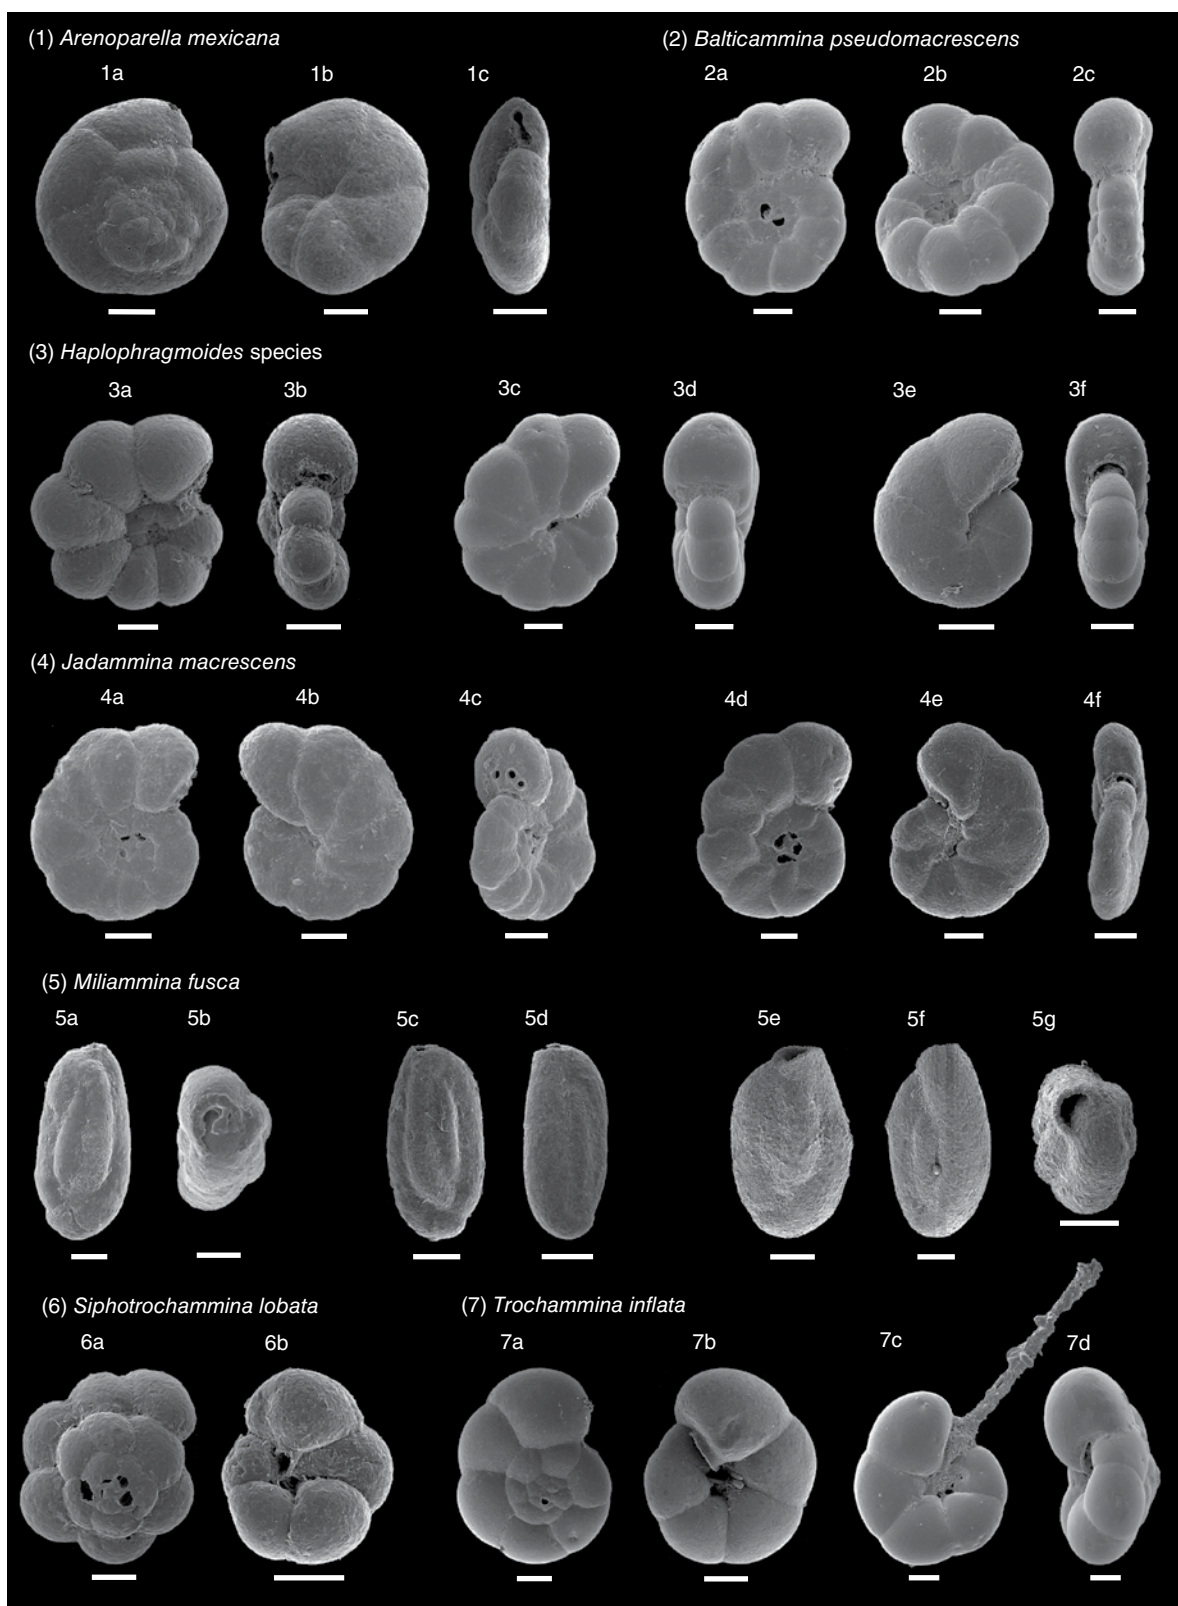 (1) Arenoparella mexicana
(2) Balticammina pseudomacrescens
1a 1b 1c 2a 2b 2c
(3) Haplophragmoides species
3a 3b 3c 3d 3e 3f
(4) Jadammina macrescens
4a 4b 4c 4d 4e 4f
(5) Miliammina fusca
5a 5b 5c 5d 5e 5f 5g
(6) Siphotrochammina lobata
(7) Trochammina inflata
6a 6b 7a 7b 7c 7d